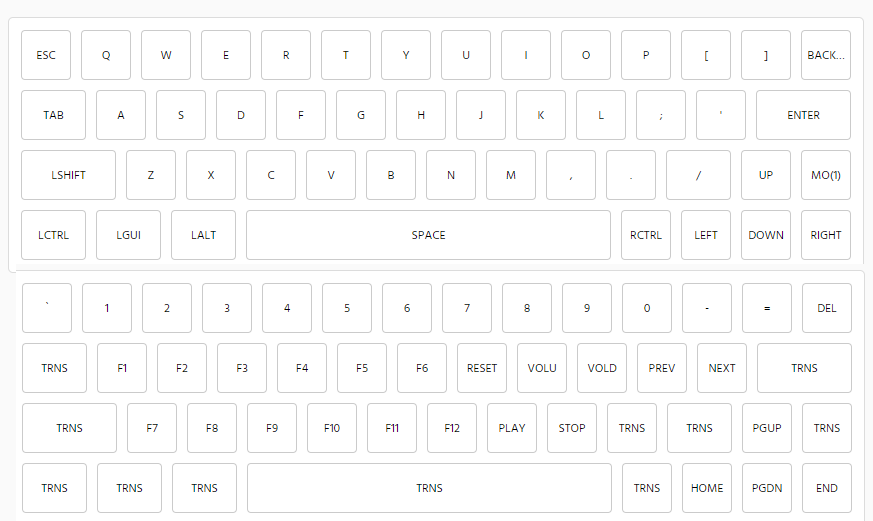 ESC Q W E R T Y U I O P [ ] BACK...
TAB A S D F G H J K L ; ' ENTER
LSHIFT Z X C V B N M , . / UP MO(1)
LCTRL LGUI LALT SPACE RCTRL LEFT DOWN RIGHT
` 1 2 3 4 5 6 7 8 9 0 - = DEL
TRNS F1 F2 F3 F4 F5 F6 RESET VOLU VOLD PREV NEXT TRNS
TRNS F7 F8 F9 F10 F11 F12 PLAY STOP TRNS TRNS PGUP TRNS
TRNS TRNS TRNS TRNS TRNS HOME PGDN END